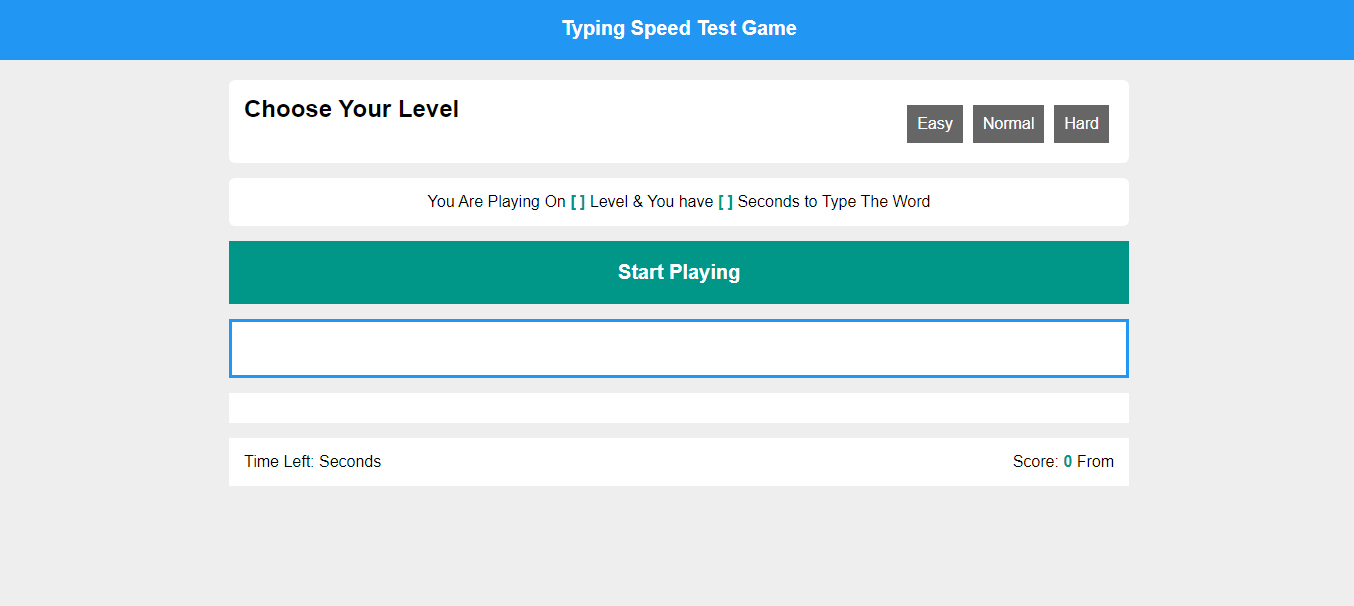 Typing Speed Test Game
Choose Your Level
Easy Normal Hard
You Are Playing On [ ] Level & You have [ ] Seconds to Type The Word
Start Playing
Time Left: Seconds
Score: 0 From